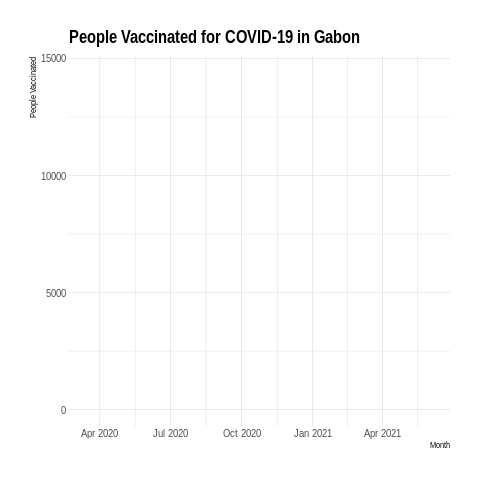 People Vaccinated for COVID-19 in Gabon
People Vaccinated
15000
10000
5000
0
Apr 2020 Jul 2020 Oct 2020 Jan 2021 Apr 2021
Month